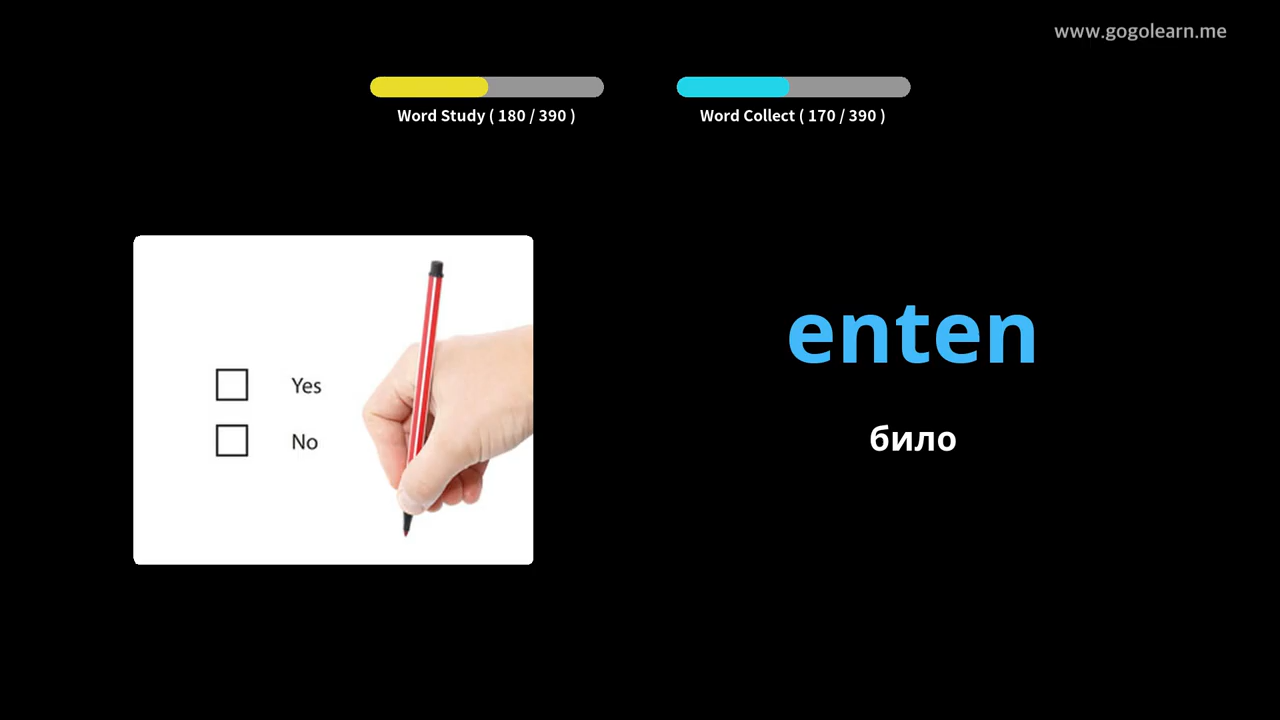 www.gogolearn.me
Word Study ( 180 / 390 )
Word Collect ( 170 / 390 )
Yes
No
enten
било